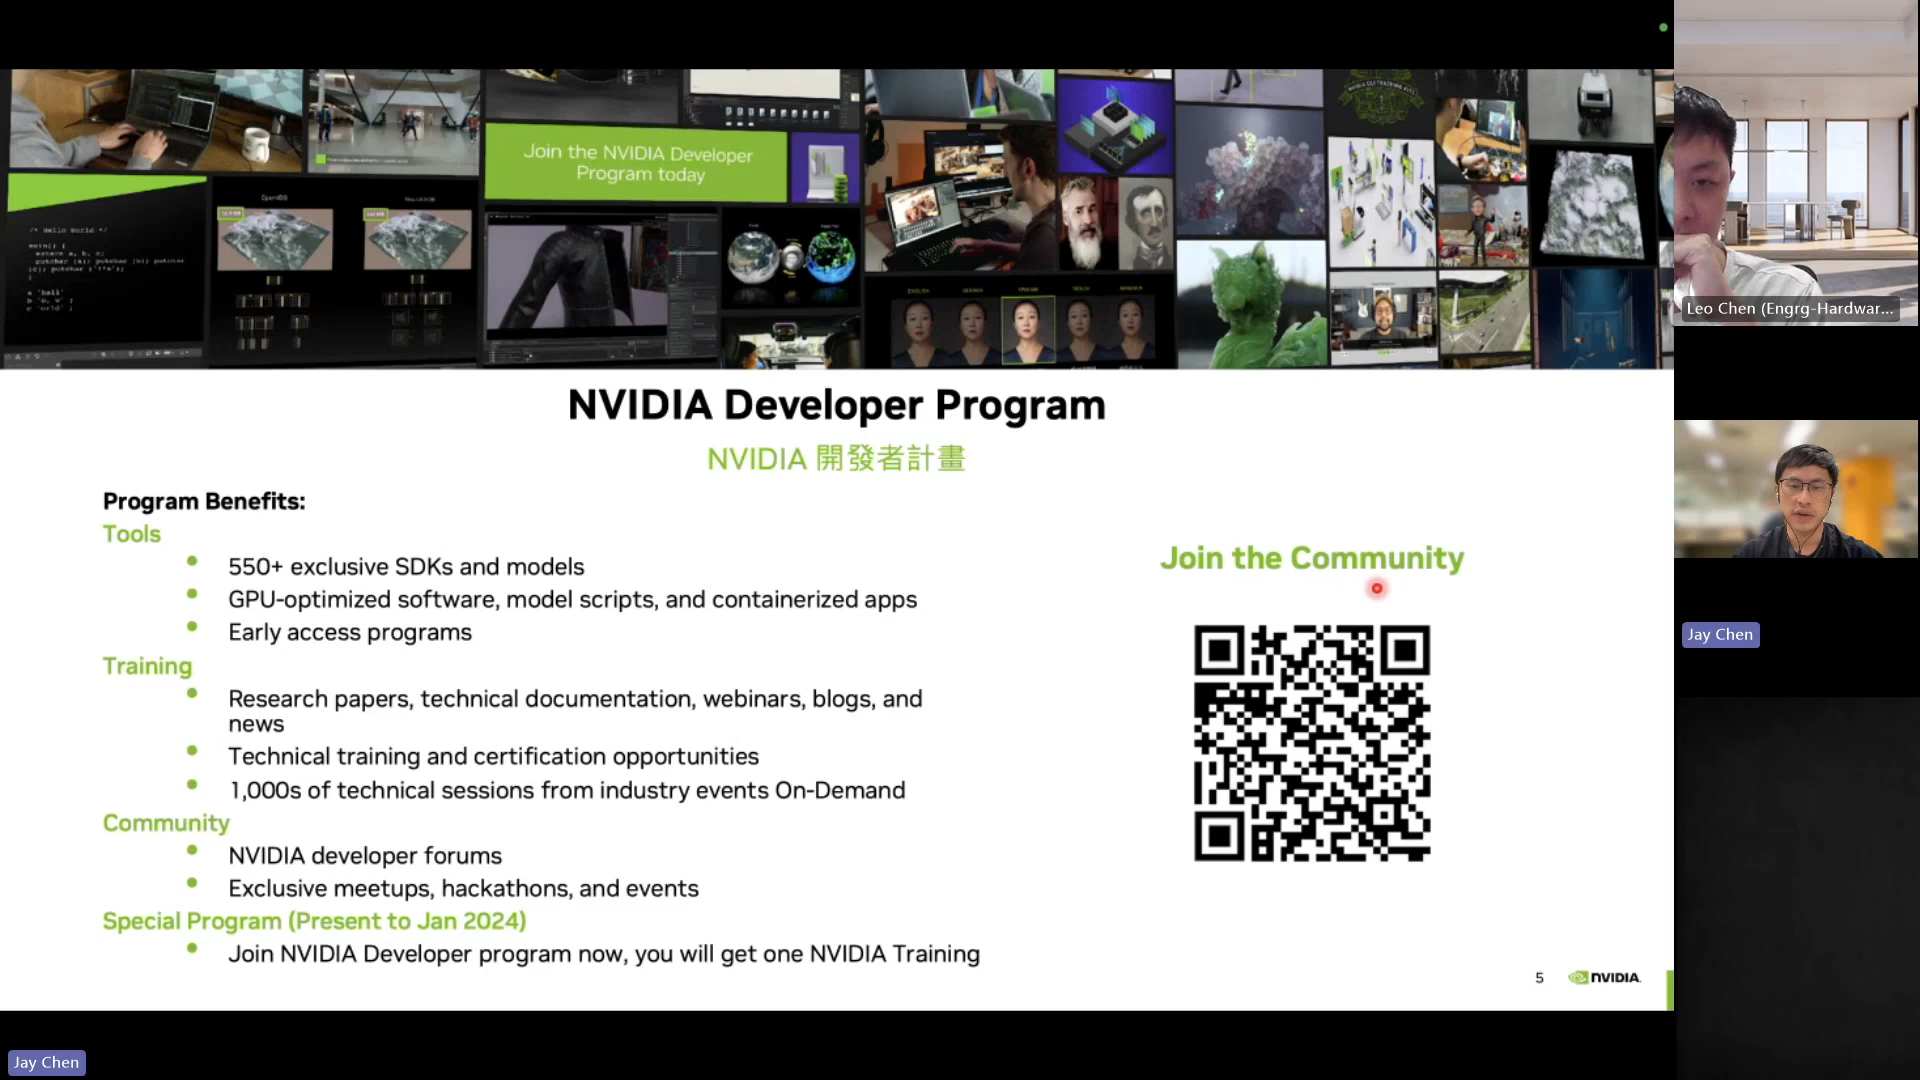 Join the NVIDIA Developer
Program today
/* Hello World */
OpenVDB
NVIDIA Developer Program
NVIDIA 開發者計畫
Program Benefits:
Tools
550+ exclusive SDKs and models
GPU-optimized software, model scripts, and containerized apps
Early access programs
Training
Research papers, technical documentation, webinars, blogs, and
news
Technical training and certification opportunities
1,000s of technical sessions from industry events On-Demand
Community
NVIDIA developer forums
Exclusive meetups, hackathons, and events
Special Program (Present to Jan 2024)
Join NVIDIA Developer program now, you will get one NVIDIA Training
Join the Community
5
NVIDIA.
Leo Chen (Engrg-Hardwar...
Jay Chen
Jay Chen